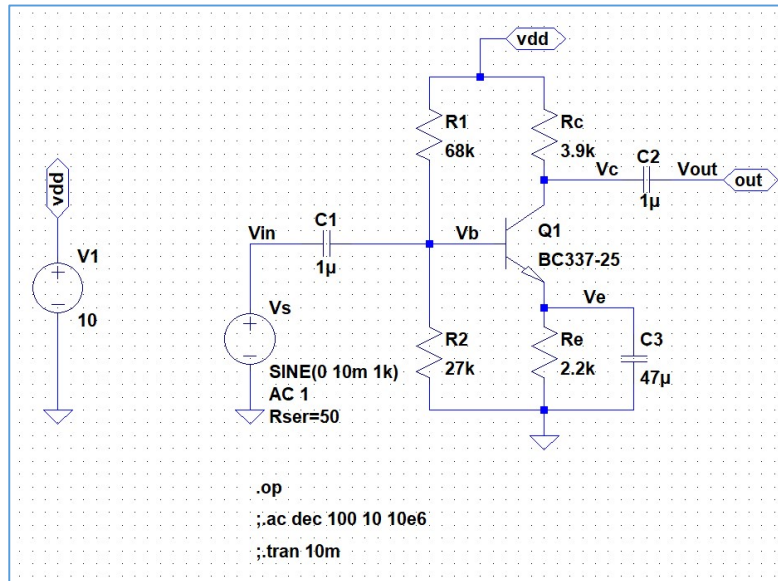 vdd
R1
68k
Rc
3.9k
C2
1µ
Vc
Vout
out
vdd
V1
10
Vin
C1
1µ
Vb
Q1
BC337-25
Vs
SINE(0 10m 1k)
AC 1
Rser=50
R2
27k
Ve
Re
2.2k
C3
47µ
.op
;.ac dec 100 10 10e6
;.tran 10m